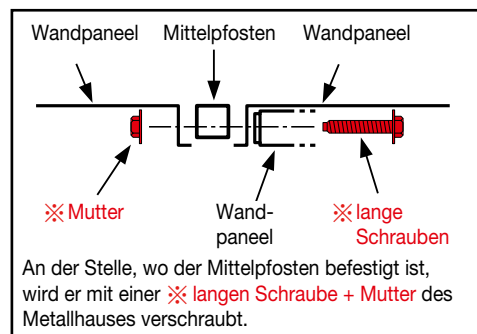 Wandpaneel Mittelpfosten Wandpaneel
※ Mutter
Wand-
paneel
※ lange
Schrauben
An der Stelle, wo der Mittelpfosten befestigt ist,
wird er mit einer ※ langen Schraube + Mutter des
Metallhauses verschraubt.